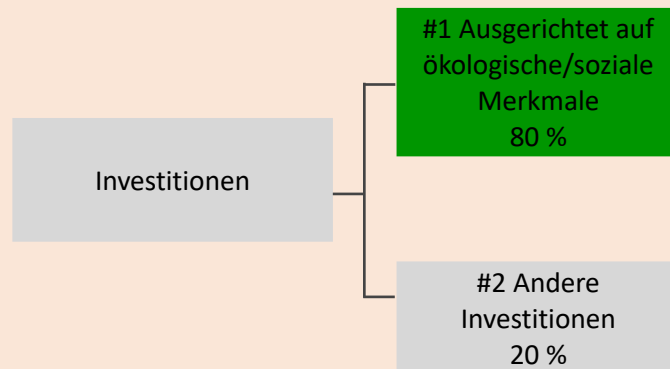 #1 Ausgerichtet auf
ökologische/soziale
Merkmale
80 %
Investitionen
#2 Andere
Investitionen
20 %